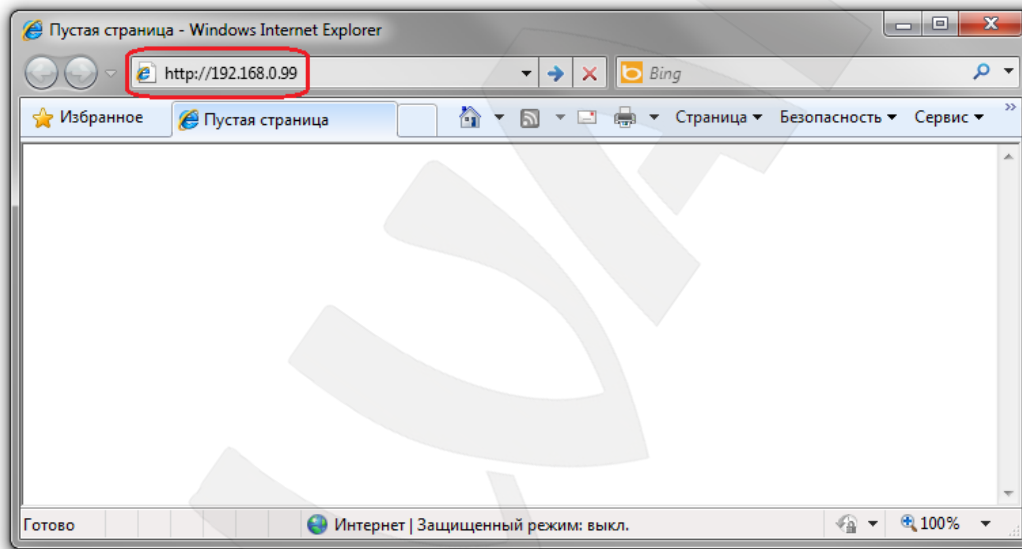 Пустая страница - Windows Internet Explorer
http://192.168.0.99
Bing
Избранное
Пустая страница
Страница
Безопасность
Сервис
Готово
Интернет | Защищенный режим: выкл.
100%